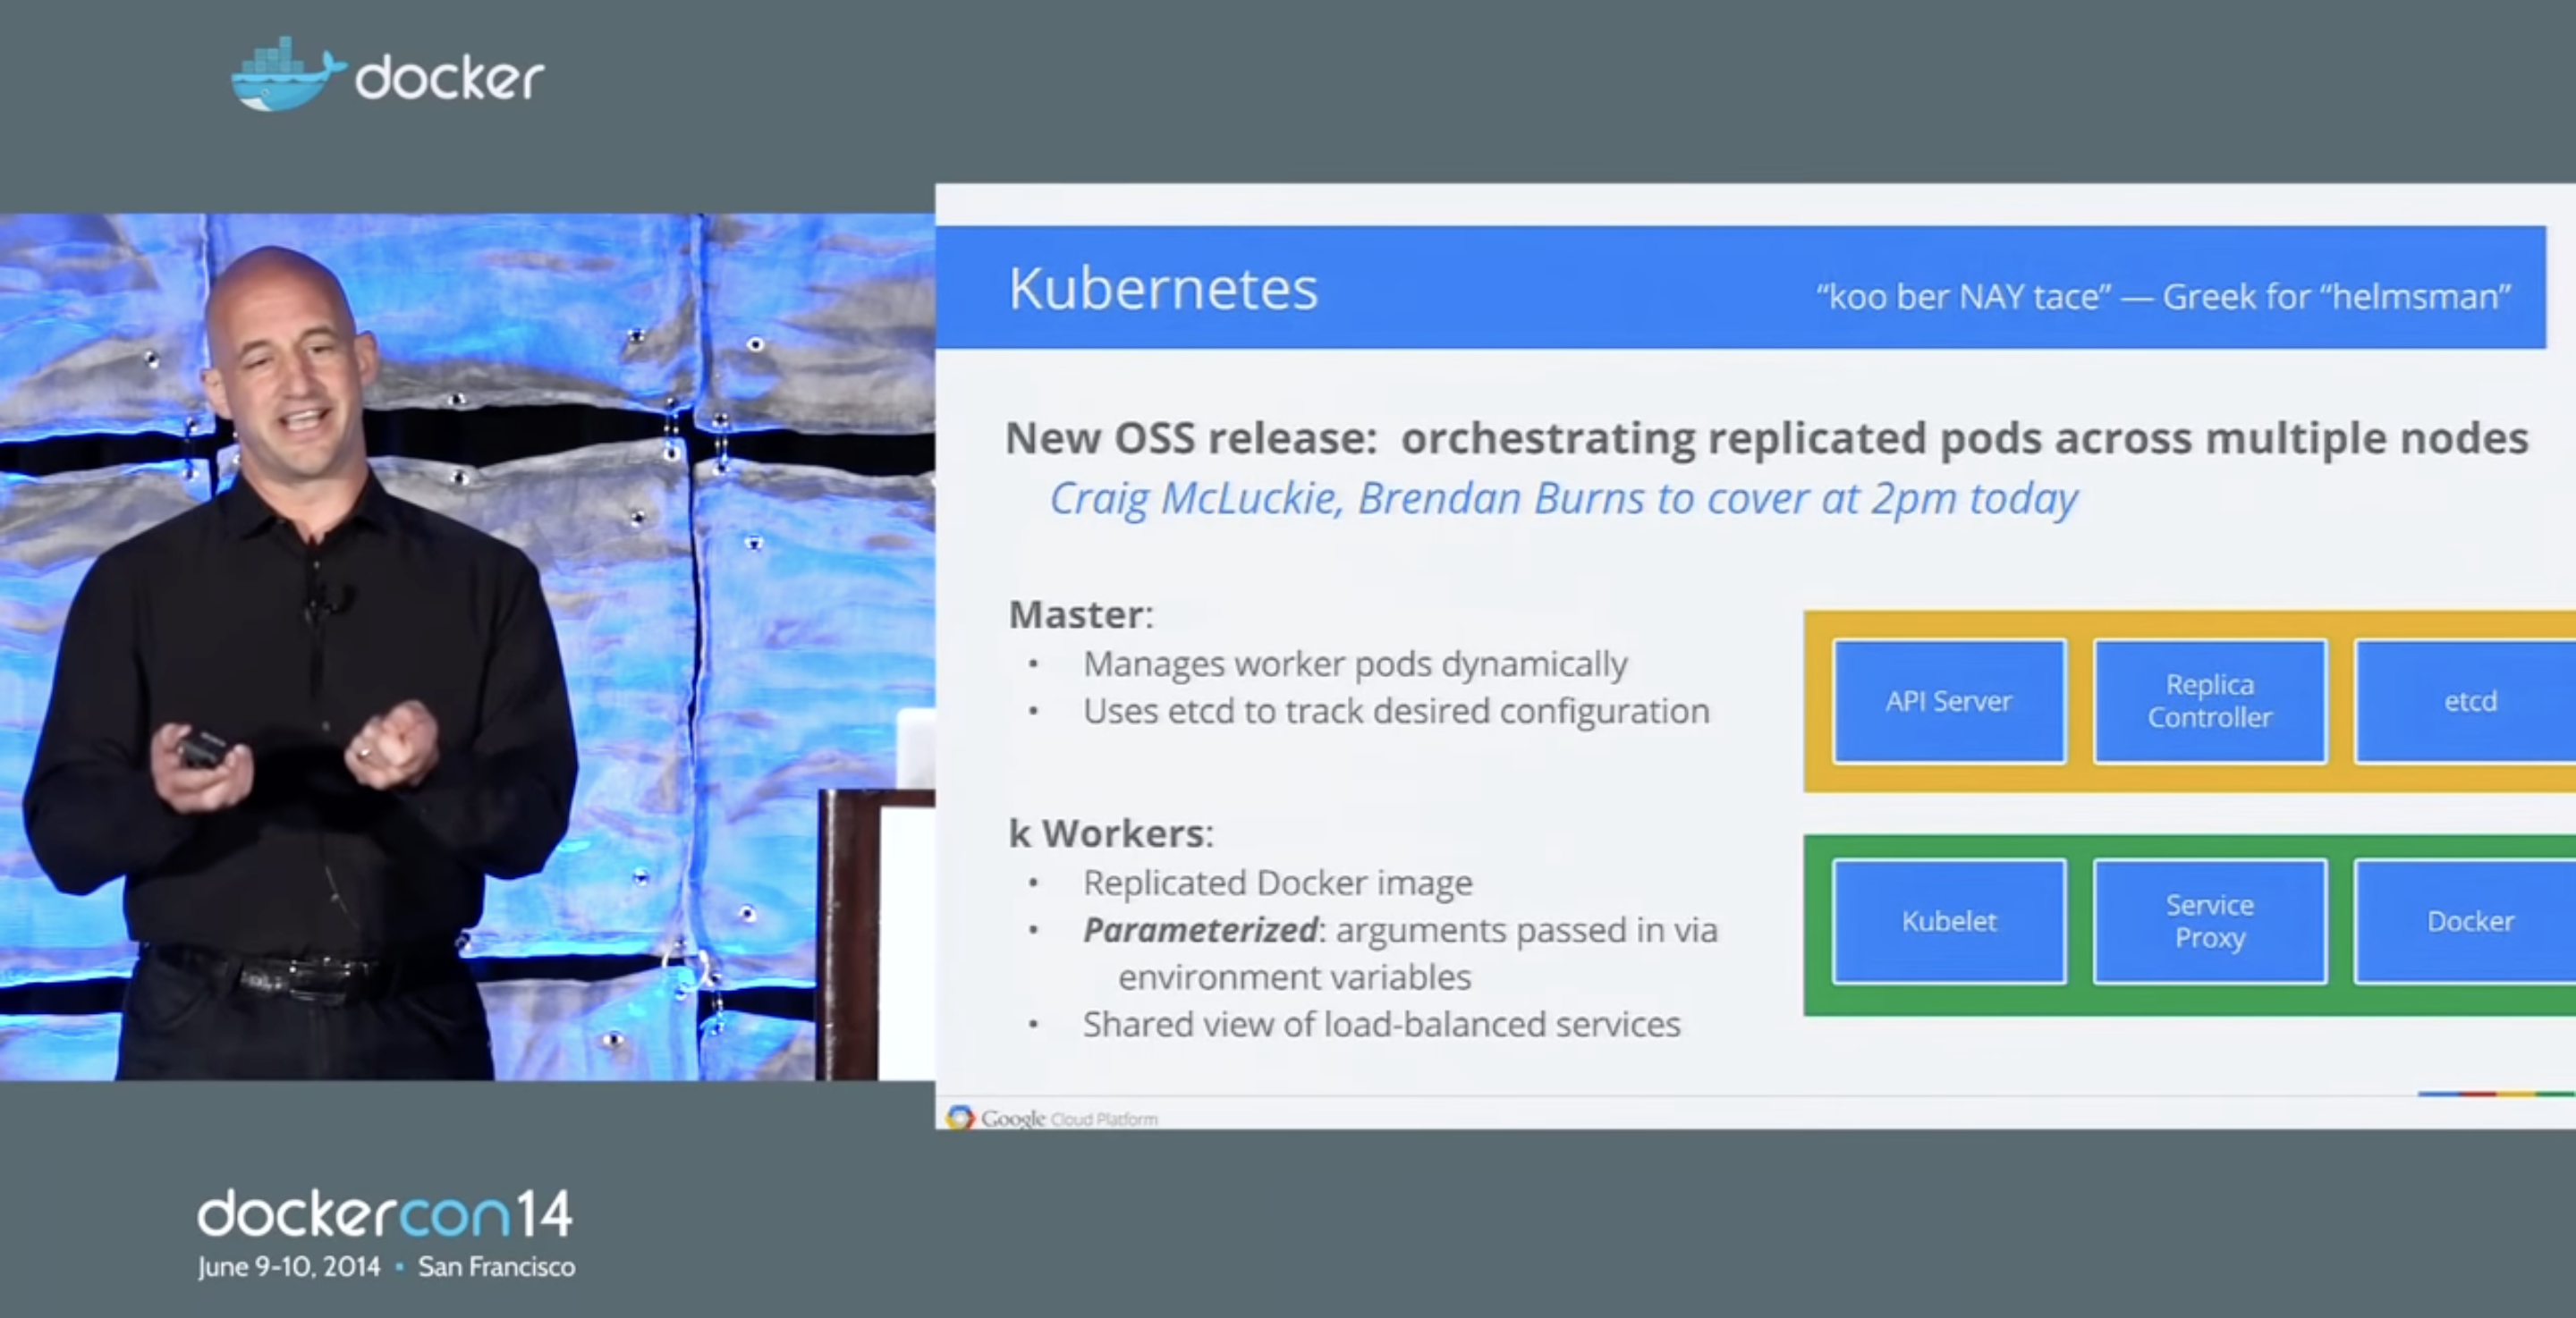 docker
Kubernetes
“koo ber NAY tace” — Greek for “helmsman”
New OSS release:  orchestrating replicated pods across multiple nodes
Craig McLuckie, Brendan Burns to cover at 2pm today
Master:
• Manages worker pods dynamically
• Uses etcd to track desired configuration
API Server
Replica
Controller
etcd
k Workers:
• Replicated Docker image
• Parameterized: arguments passed in via
environment variables
• Shared view of load-balanced services
Kubelet
Service
Proxy
Docker
Google Cloud Platform
dockercon14
June 9-10, 2014 • San Francisco